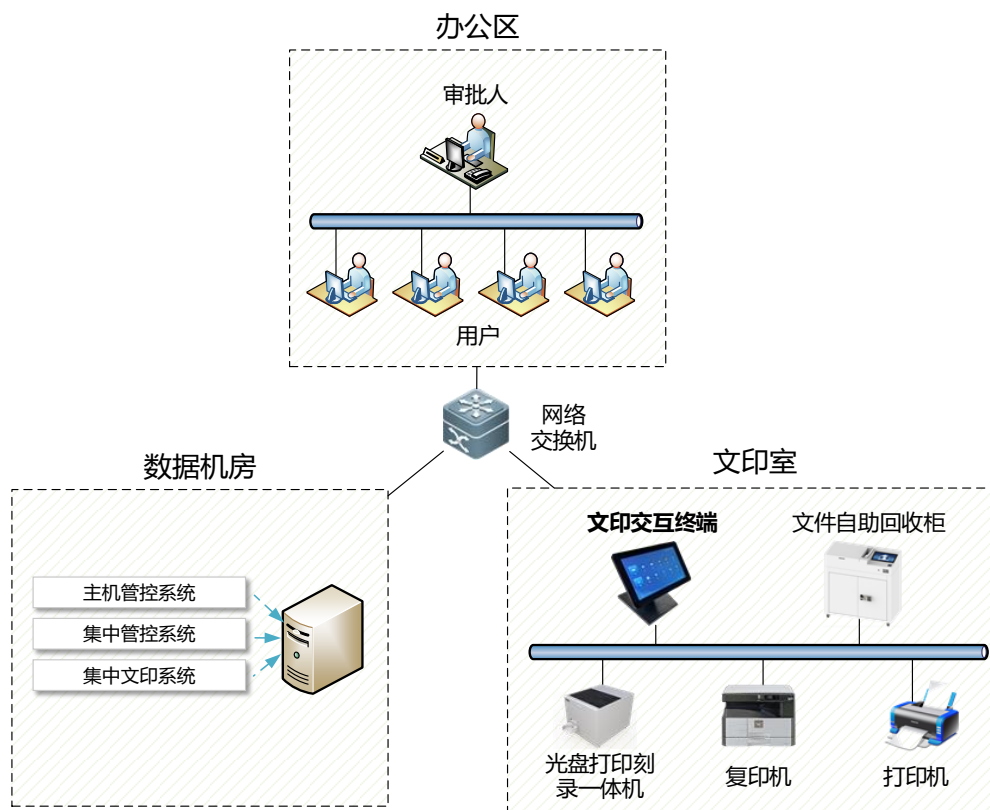 办公区
审批人
用户
网络
交换机
数据机房
主机管控系统
集中管控系统
集中文印系统
文印室
文印交互终端
文件自助回收柜
光盘打印刻
录一体机
复印机
打印机